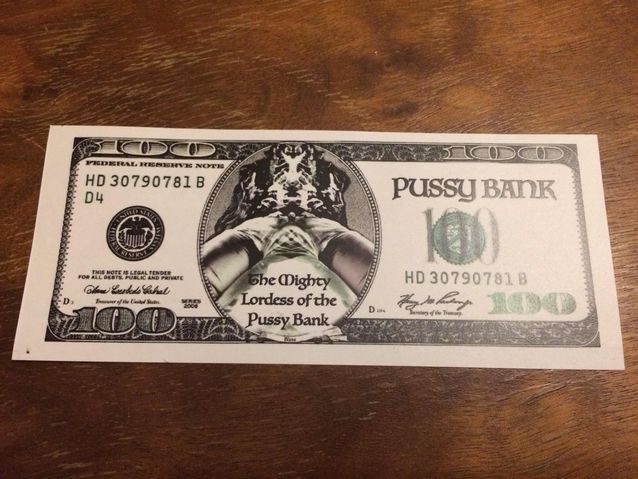 100 100
FEDERAL RESERVE NOTE
HD 30790781 B
D4
PUSSY BANK
100
HD 30790781 B
THIS NOTE IS LEGAL TENDER
FOR ALL DEBTS, PUBLIC AND PRIVATE
Treasurer of the United States.
SERIES
2006
D3
The Mighty
Lordess of the
Pussy Bank
Secretary of the Treasury.
100 100